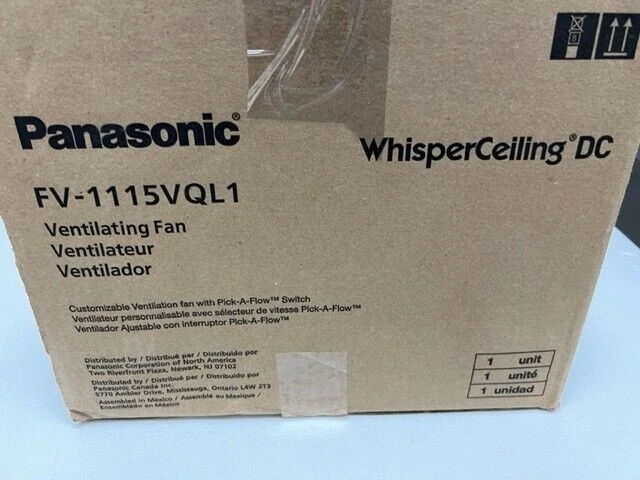 Panasonic®
WhisperCeiling® DC
FV-1115VQL1
Ventilating Fan
Ventilateur
Ventilador
Customizable Ventilation fan with Pick-A-Flow™ Switch
Ventilateur personnalisable avec sélecteur de vitesse Pick-A-Flow™
Ventilador Ajustable con interruptor Pick-A-Flow™
Distributed by / Distribué par / Distribuido por
Panasonic Corporation of North America
Two Riverfront Plaza, Newark, NJ 07102
Distributed by / Distribué par / Distribuido por
Panasonic Canada Inc.
5770 Ambler Drive, Mississauga, Ontario L4W 2T3
Assembled in Mexico / Assemblé au Mexique /
Ensamblado en México
1 unit
1 unité
1 unidad